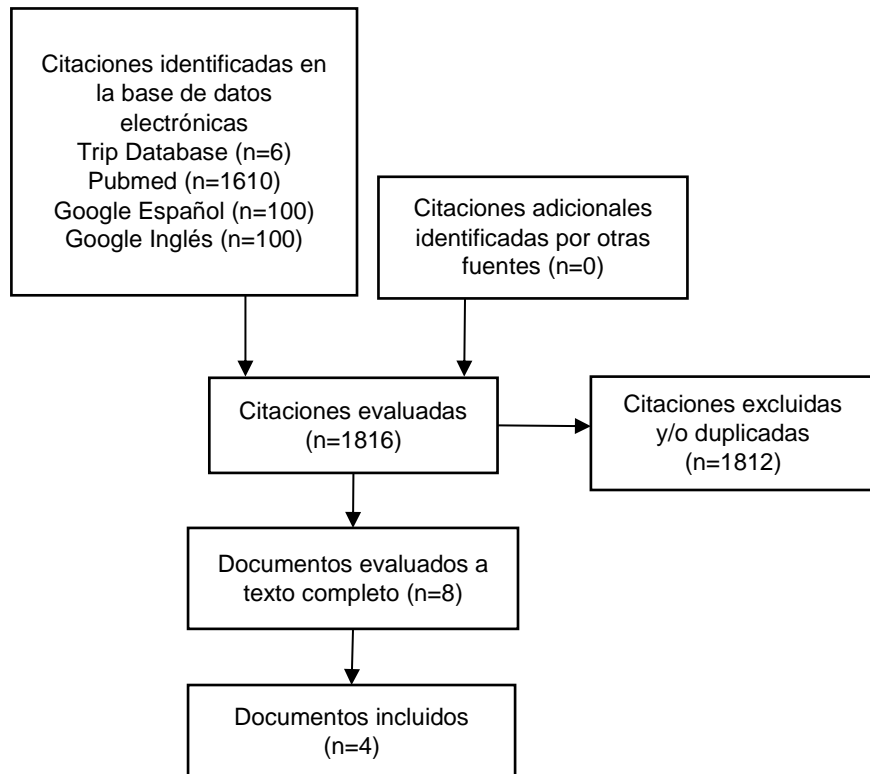 Citaciones identificadas en
la base de datos
electrónicas
Trip Database (n=6)
Pubmed (n=1610)
Google Español (n=100)
Google Inglés (n=100)
Citaciones adicionales
identificadas por otras
fuentes (n=0)
Citaciones evaluadas
(n=1816)
Citaciones excluidas
y/o duplicadas
(n=1812)
Documentos evaluados a
texto completo (n=8)
Documentos incluidos
(n=4)